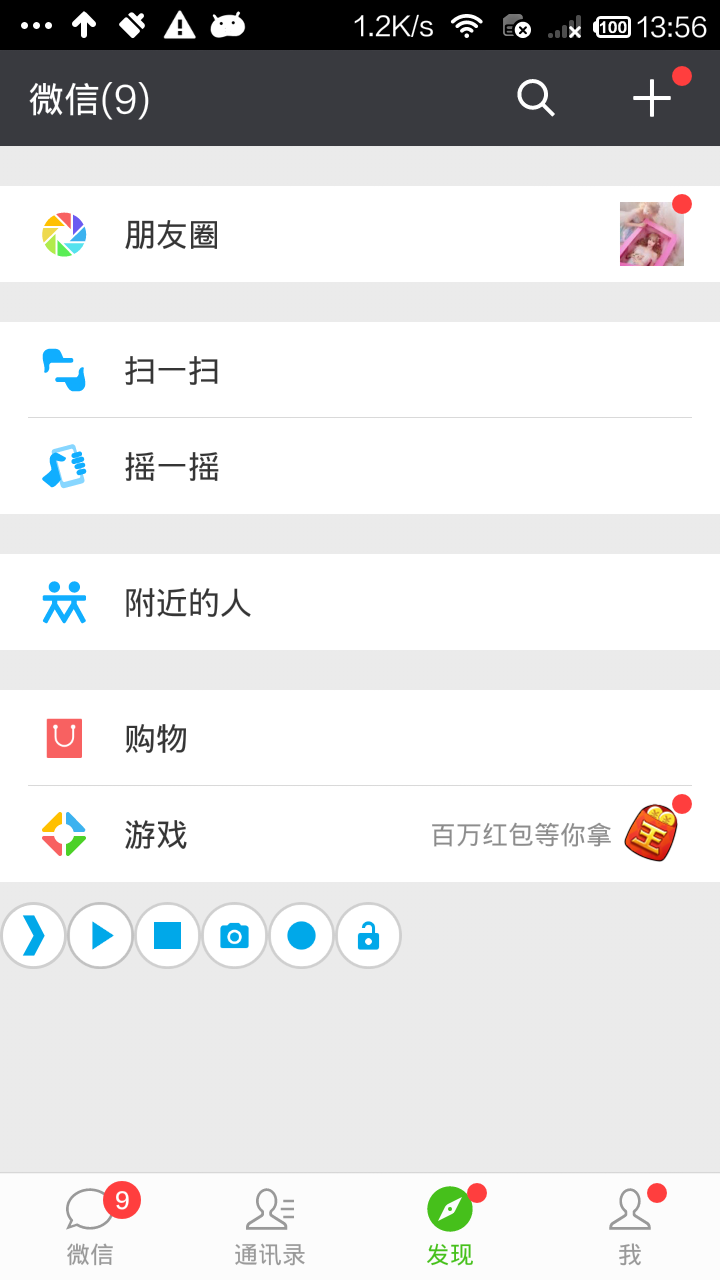 1.2K/s 100 13:56
微信(9)
朋友圈
扫一扫
摇一摇
附近的人
购物
游戏 百万红包等你拿 王
9
微信 通讯录 发现 我